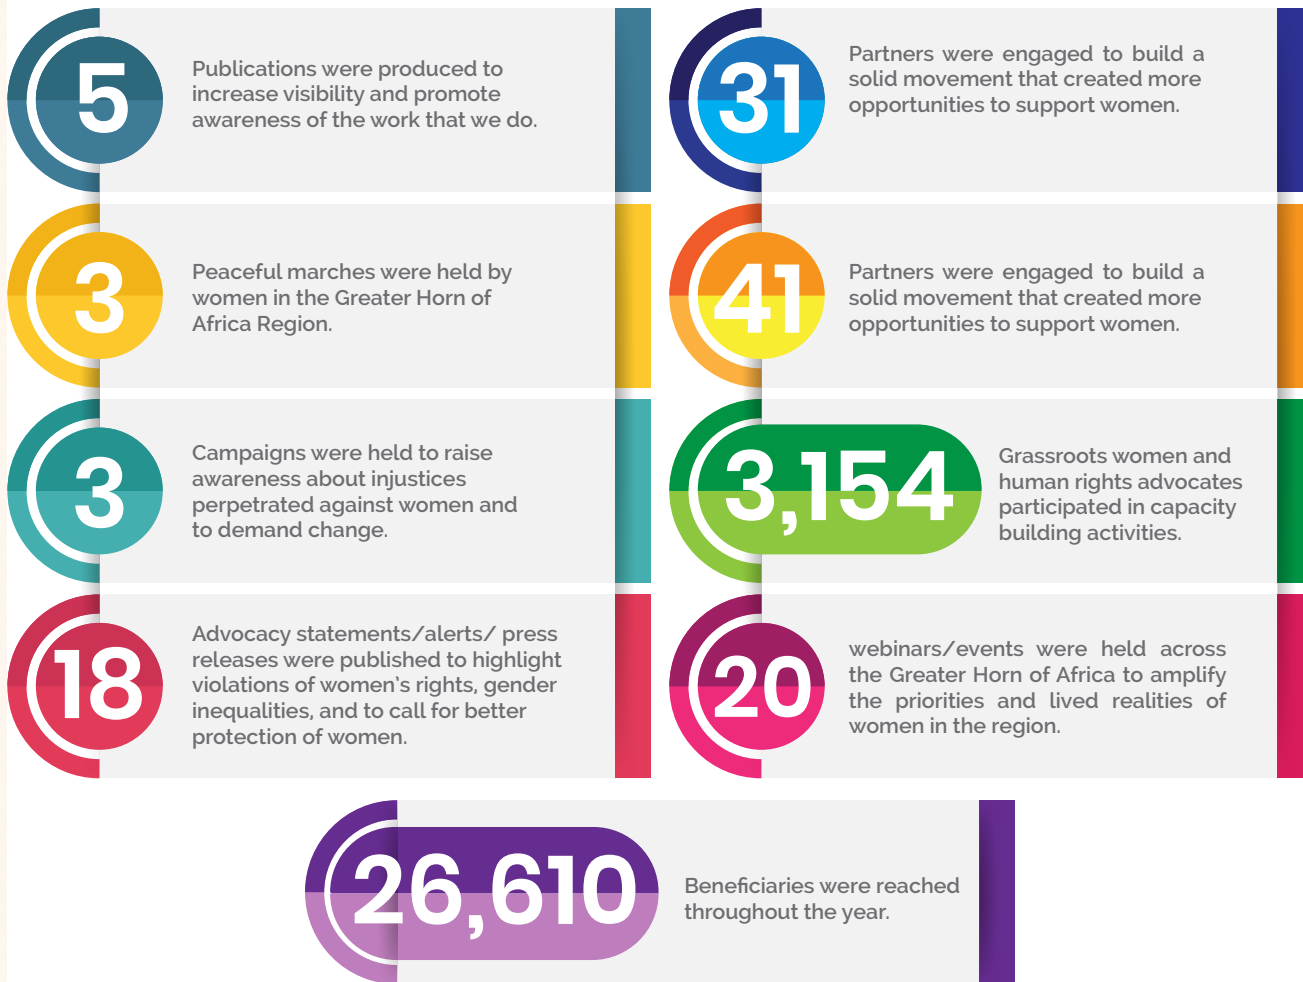 5
Publications were produced to
increase visibility and promote
awareness of the work that we do.
31
Partners were engaged to build a
solid movement that created more
opportunities to support women.
3
Peaceful marches were held by
women in the Greater Horn of
Africa Region.
41
Partners were engaged to build a
solid movement that created more
opportunities to support women.
3
Campaigns were held to raise
awareness about injustices
perpetrated against women and
to demand change.
3,154
Grassroots women and
human rights advocates
participated in capacity
building activities.
18
Advocacy statements/alerts/ press
releases were published to highlight
violations of women's rights, gender
inequalities, and to call for better
protection of women.
20
webinars/events were held across
the Greater Horn of Africa to amplify
the priorities and lived realities of
women in the region.
26,610
Beneficiaries were reached
throughout the year.